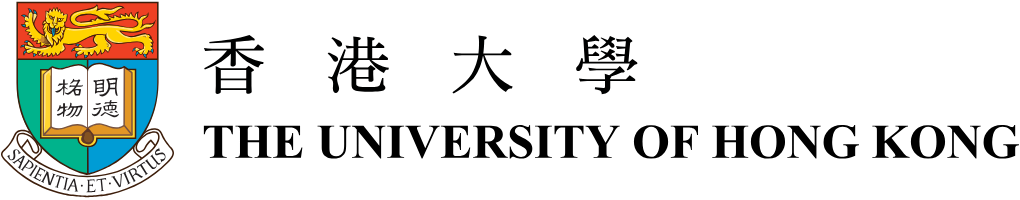 香港大學
THE UNIVERSITY OF HONG KONG
明德
格物
SAPIENTIA·ET·VIRTUS